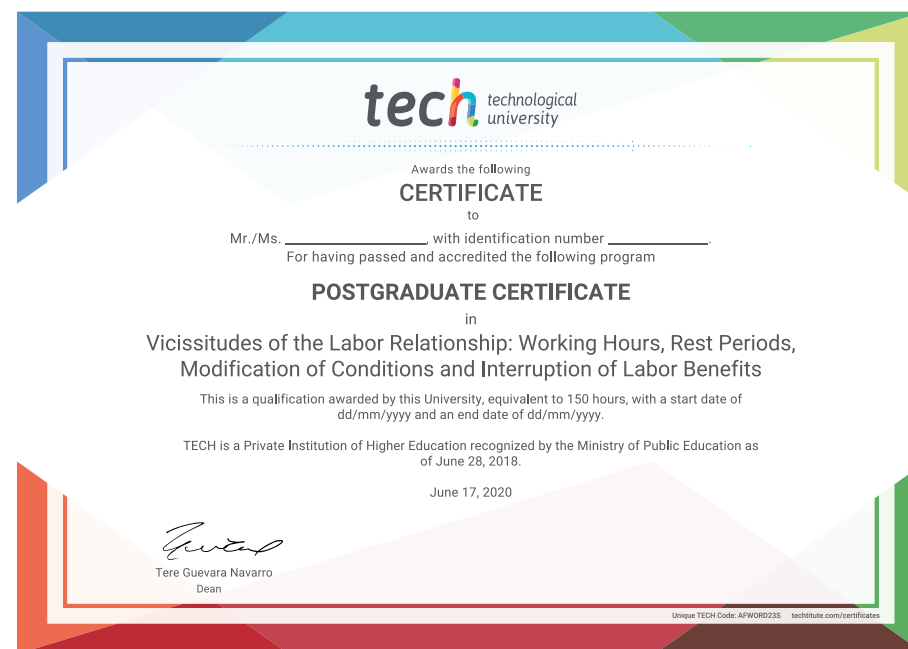 tech technological
university
Awards the following
CERTIFICATE
to
Mr./Ms. ____________________, with identification number ______________.
For having passed and accredited the following program
POSTGRADUATE CERTIFICATE
in
Vicissitudes of the Labor Relationship: Working Hours, Rest Periods,
Modification of Conditions and Interruption of Labor Benefits
This is a qualification awarded by this University, equivalent to 150 hours, with a start date of
dd/mm/yyyy and an end date of dd/mm/yyyy.
TECH is a Private Institution of Higher Education recognized by the Ministry of Public Education as
of June 28, 2018.
June 17, 2020
Tere Guevara Navarro
Dean
Unique TECH Code: AFWORD23S techtitute.com/certificates